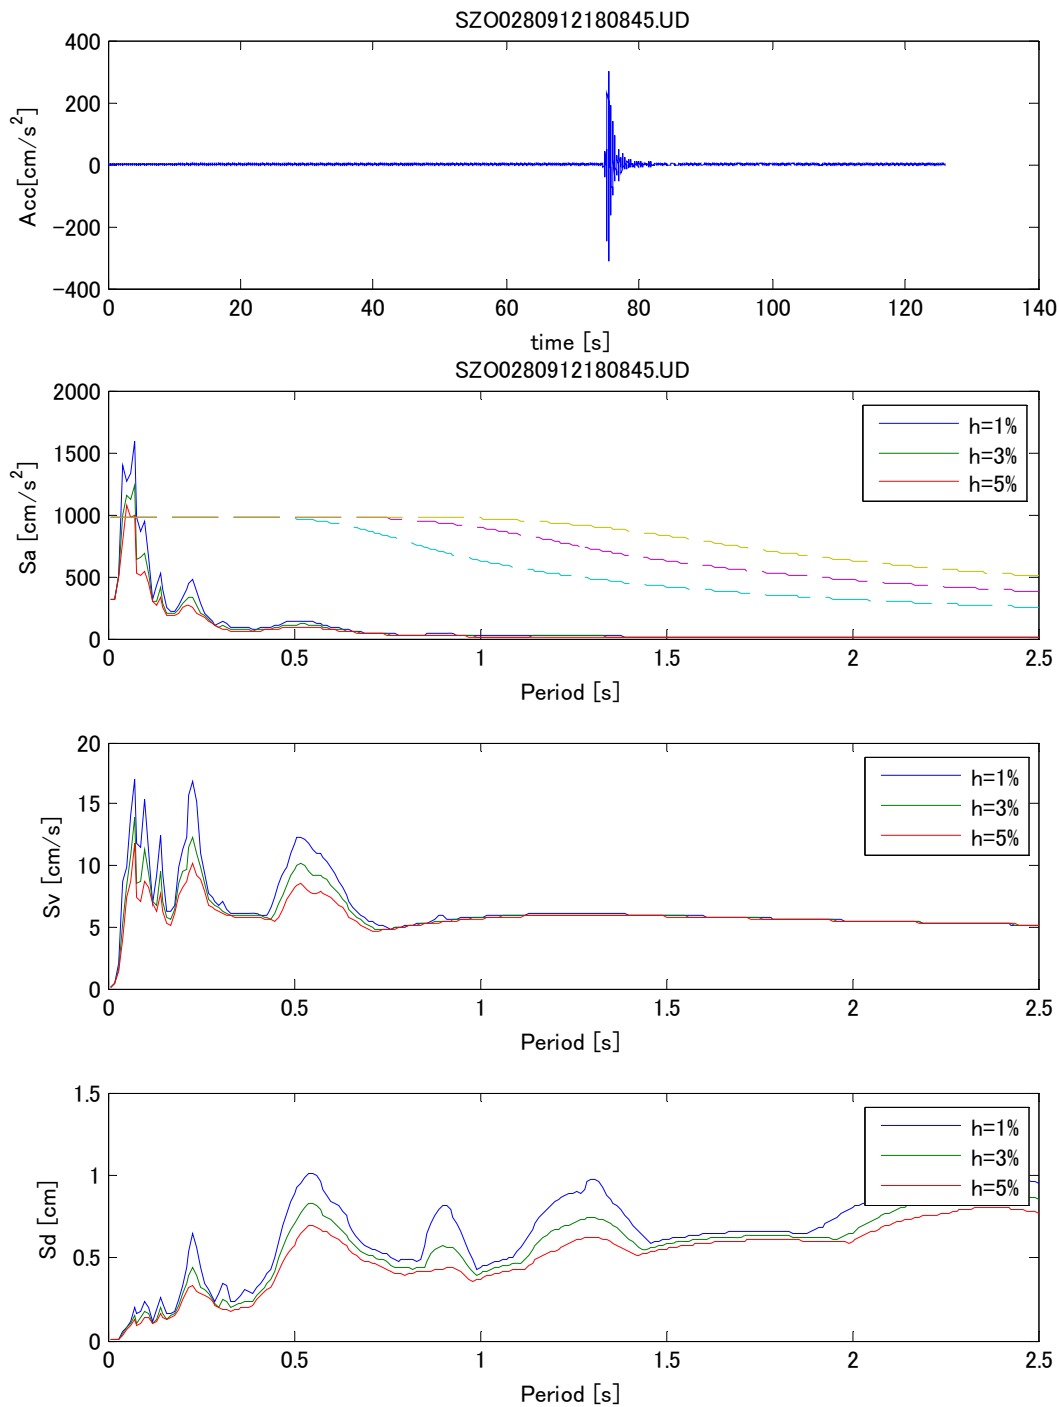 SZO0280912180845.UD
400
200
0
−200
−400
Acc[cm/s²]
0 20 40 60 80 100 120 140
time [s]
SZO0280912180845.UD
2000
1500
1000
500
0
Sa [cm/s²]
h=1%
h=3%
h=5%
0 0.5 1 1.5 2 2.5
Period [s]
20
15
10
5
0
Sv [cm/s]
h=1%
h=3%
h=5%
0 0.5 1 1.5 2 2.5
Period [s]
1.5
1
0.5
0
Sd [cm]
h=1%
h=3%
h=5%
0 0.5 1 1.5 2 2.5
Period [s]